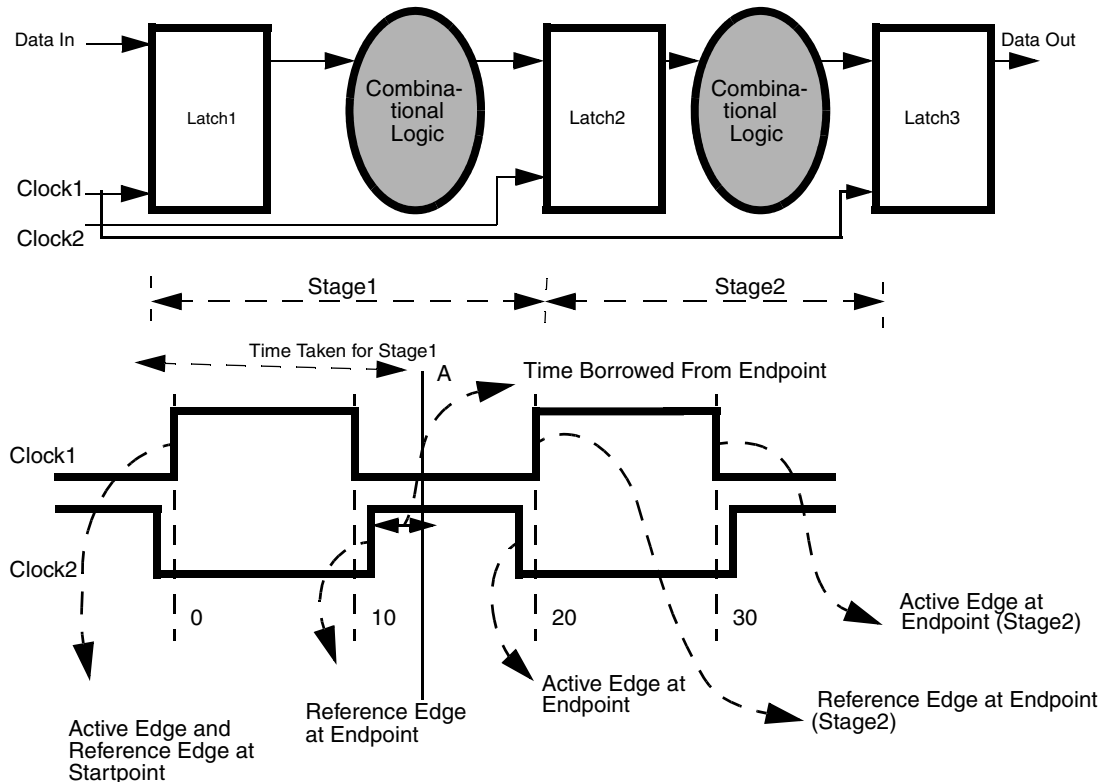 Data In
Latch1
Combina-
tional
Logic
Latch2
Combina-
tional
Logic
Latch3
Data Out
Clock1
Clock2
Stage1
Stage2
Time Taken for Stage1
A
Time Borrowed From Endpoint
Clock1
Clock2
0
10
20
30
Active Edge and
Reference Edge at
Startpoint
Reference Edge
at Endpoint
Active Edge at
Endpoint
Active Edge at
Endpoint (Stage2)
Reference Edge at Endpoint
(Stage2)